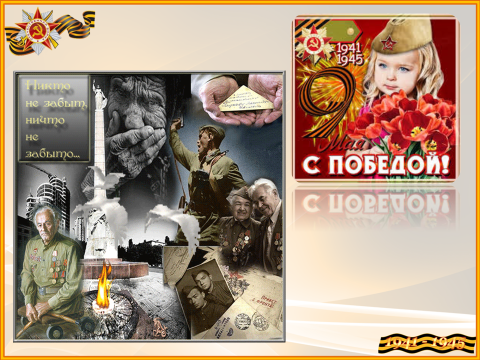 Никто
не забыт,
ничто
не
забыто...
1941
1945
9
Мая
С ПОБЕДОЙ!
1941 - 1945